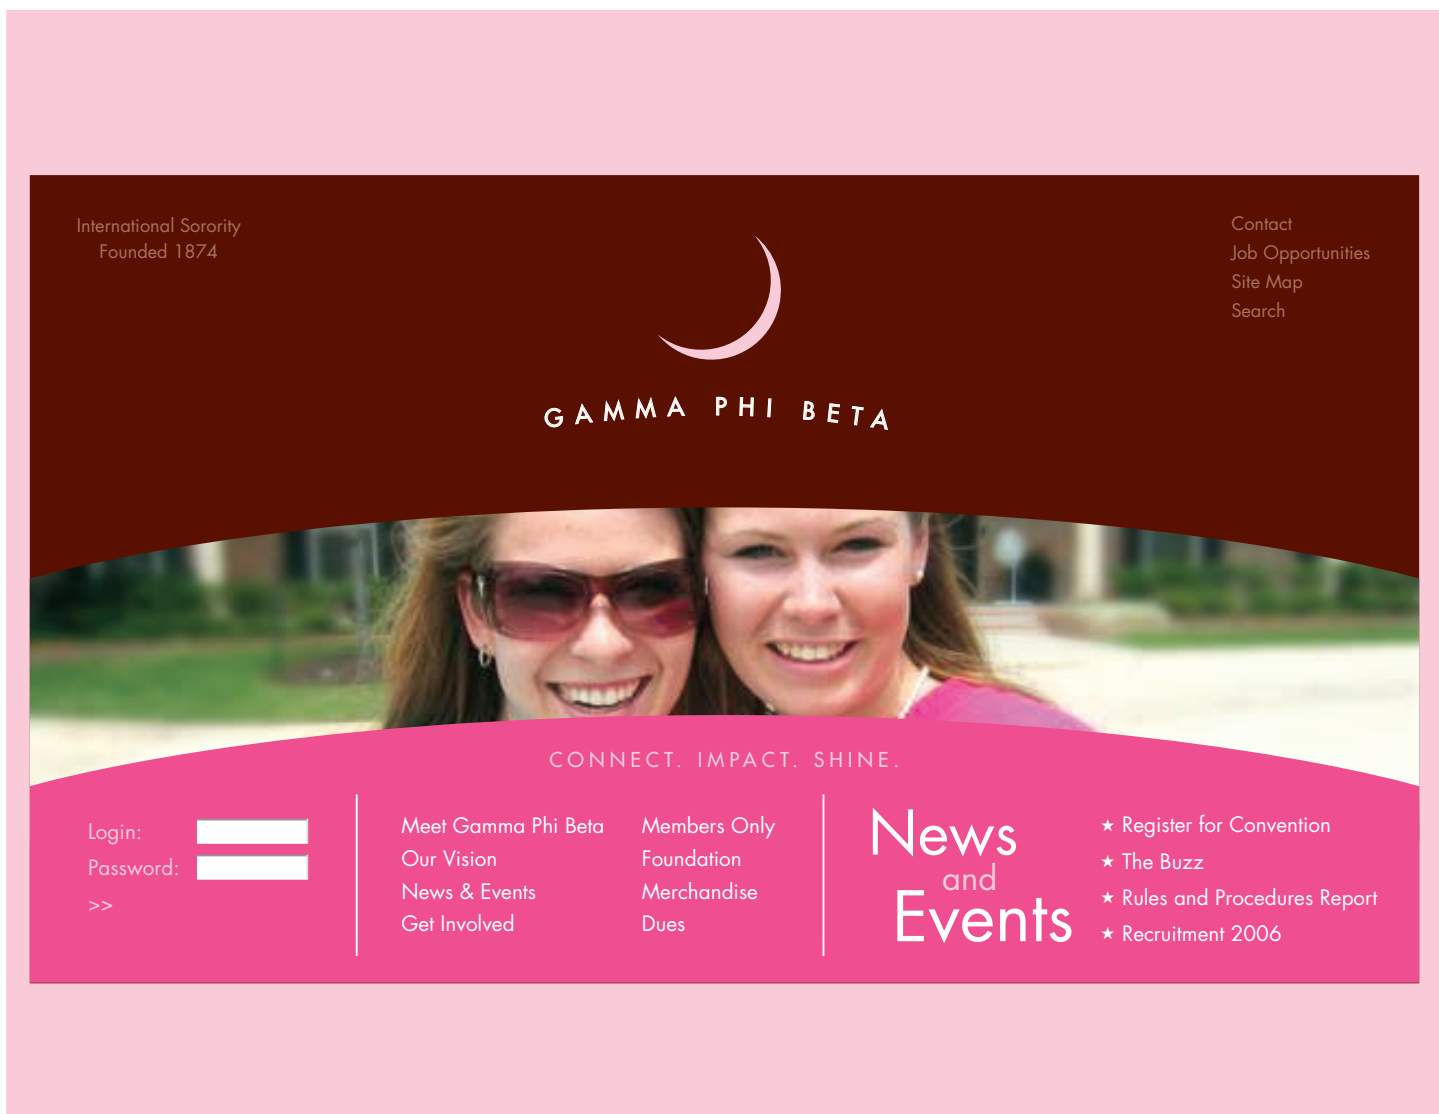 International Sorority
Founded 1874
Contact
Job Opportunities
Site Map
Search
GAMMA PHI BETA
CONNECT. IMPACT. SHINE.
Login:
Password:
>>
Meet Gamma Phi Beta
Our Vision
News & Events
Get Involved
Members Only
Foundation
Merchandise
Dues
News
and
Events
★ Register for Convention
★ The Buzz
★ Rules and Procedures Report
★ Recruitment 2006